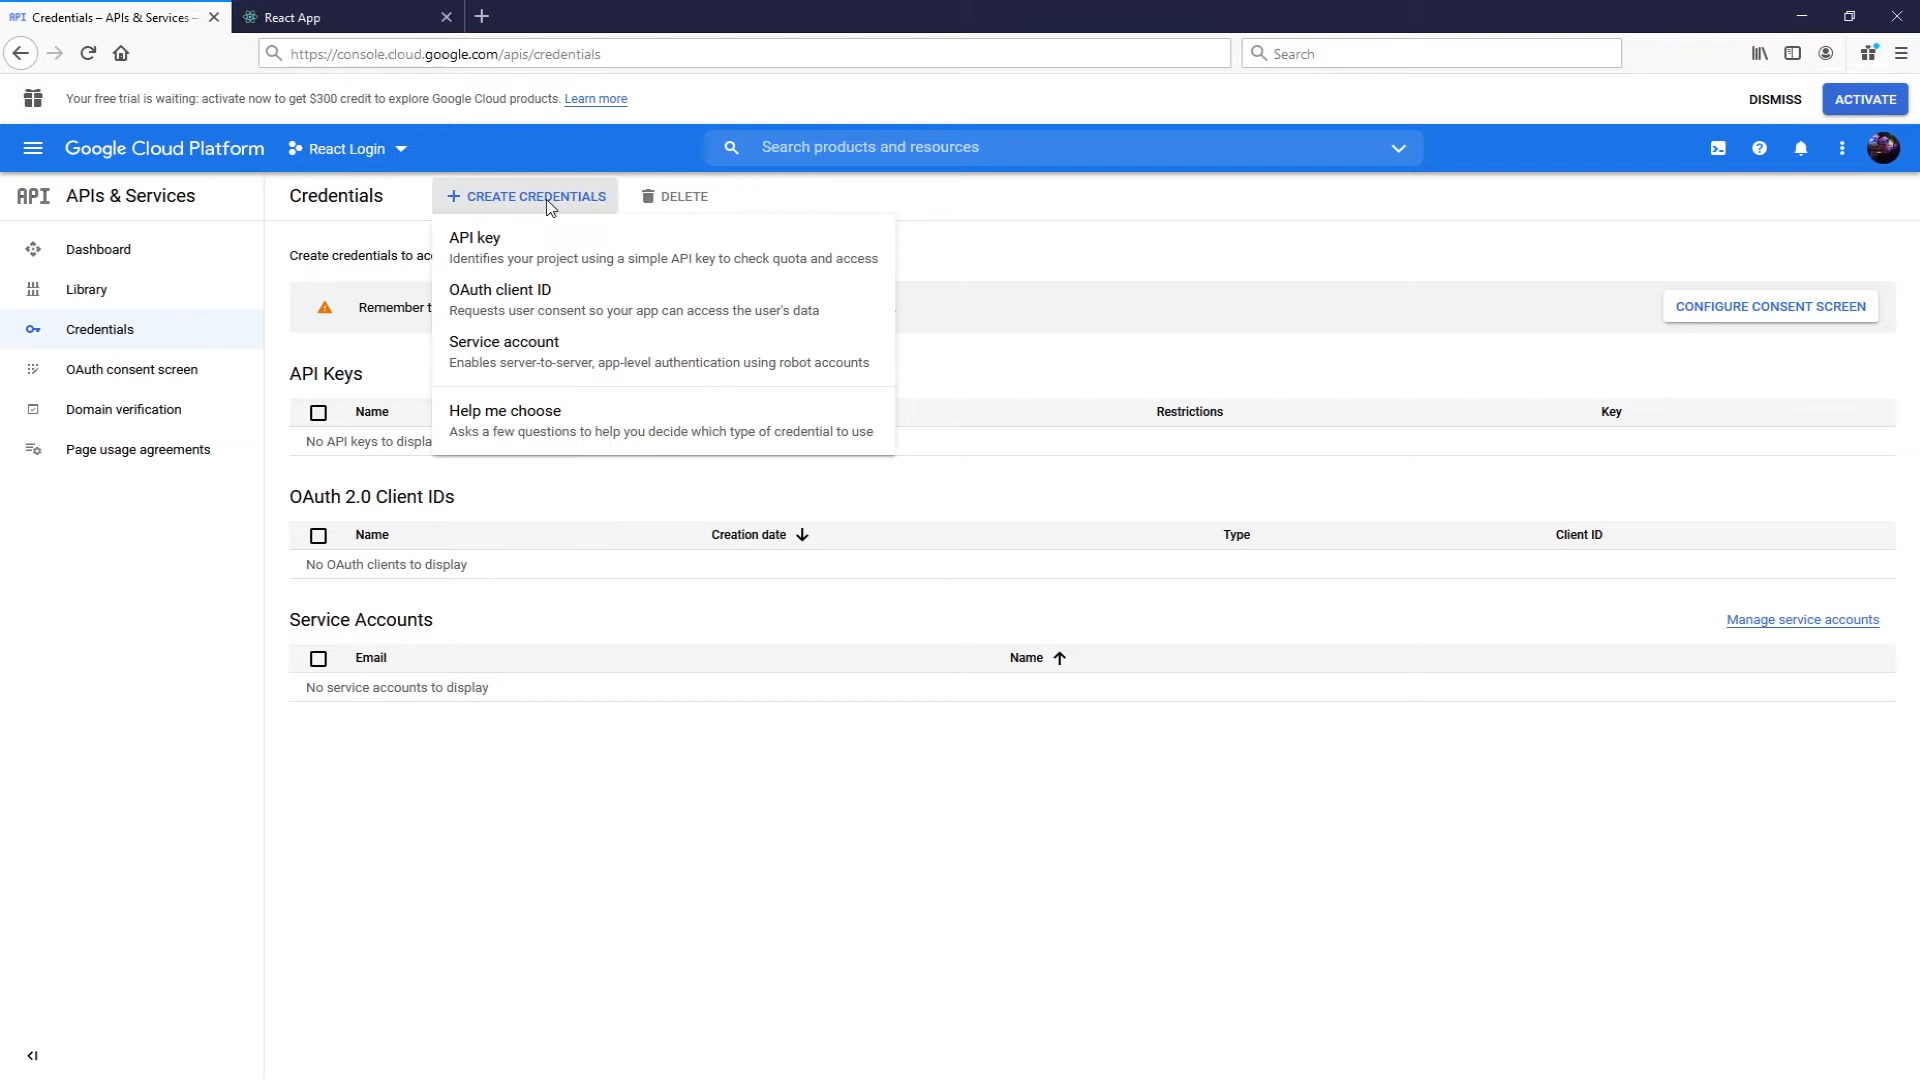 API Credentials – APIs & Services –
React App
https://console.cloud.google.com/apis/credentials
Search
Your free trial is waiting: activate now to get $300 credit to explore Google Cloud products. Learn more
DISMISS
ACTIVATE
Google Cloud Platform
React Login
Search products and resources
API APIs & Services
Credentials
CREATE CREDENTIALS
DELETE
Dashboard
Library
Credentials
OAuth consent screen
Domain verification
Page usage agreements
Create credentials to
API key
Identifies your project using a simple API key to check quota and access
OAuth client ID
Requests user consent so your app can access the user's data
Service account
Enables server-to-server, app-level authentication using robot accounts
Help me choose
Asks a few questions to help you decide which type of credential to use
Remember
CONFIGURE CONSENT SCREEN
API Keys
Name
Restrictions
Key
No API keys to displa
OAuth 2.0 Client IDs
Name
Creation date
Type
Client ID
No OAuth clients to display
Service Accounts
Manage service accounts
Email
Name
No service accounts to display